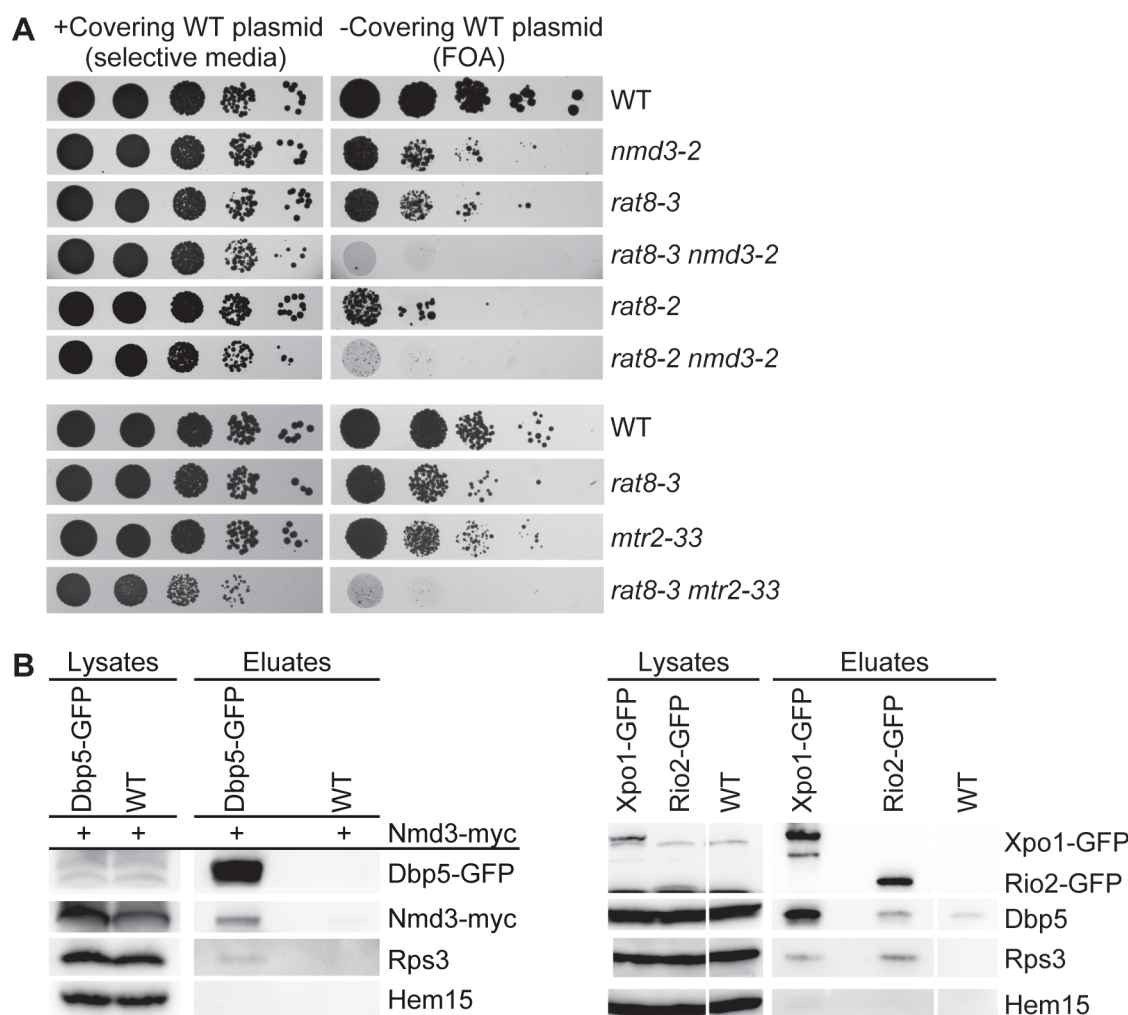 A
+Covering WT plasmid
(selective media)
-Covering WT plasmid
(FOA)
WT
nmd3-2
rat8-3
rat8-3 nmd3-2
rat8-2
rat8-2 nmd3-2
WT
rat8-3
mtr2-33
rat8-3 mtr2-33
B
Lysates
Eluates
Dbp5-GFP
WT
Dbp5-GFP
WT
+ + + + Nmd3-myc
Dbp5-GFP
Nmd3-myc
Rps3
Hem15
Lysates
Eluates
Xpo1-GFP
Rio2-GFP
WT
Xpo1-GFP
Rio2-GFP
WT
Xpo1-GFP
Rio2-GFP
Dbp5
Rps3
Hem15